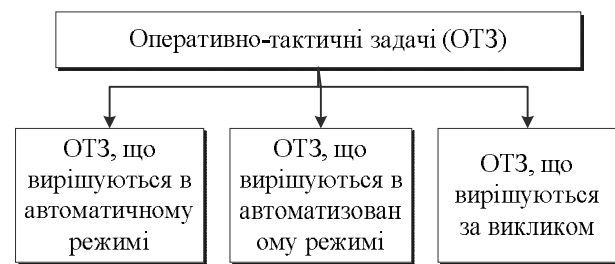 Оперативно-тактичні задачі (ОТЗ)
ОТЗ, що
вирішуються в
автоматичному
режимі
ОТЗ, що
вирішуються в
автоматизован
ому режимі
ОТЗ, що
вирішуються
за викликом